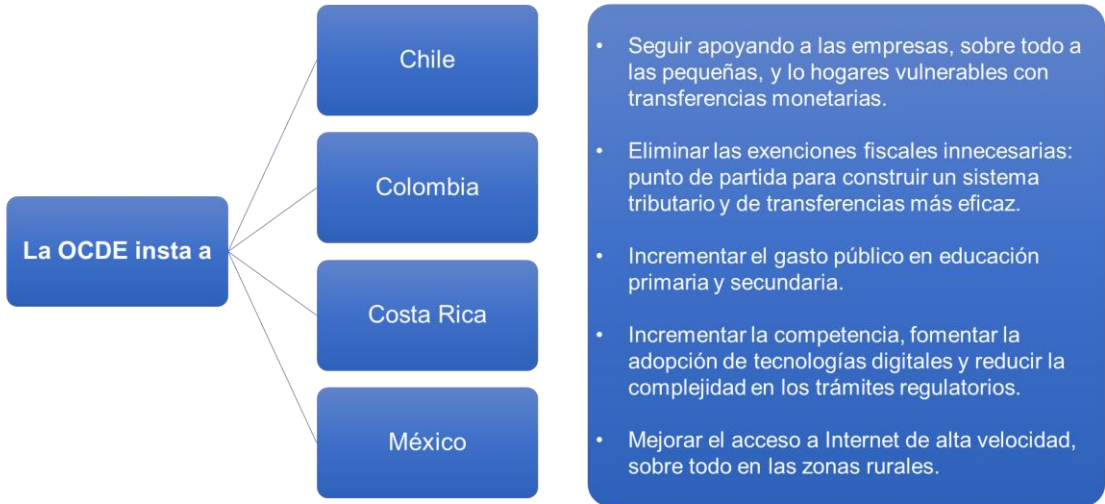 La OCDE insta a
Chile
Colombia
Costa Rica
México
• Seguir apoyando a las empresas, sobre todo a
las pequeñas, y lo hogares vulnerables con
transferencias monetarias.
• Eliminar las exenciones fiscales innecesarias:
punto de partida para construir un sistema
tributario y de transferencias más eficaz.
• Incrementar el gasto público en educación
primaria y secundaria.
• Incrementar la competencia, fomentar la
adopción de tecnologías digitales y reducir la
complejidad en los trámites regulatorios.
• Mejorar el acceso a Internet de alta velocidad,
sobre todo en las zonas rurales.